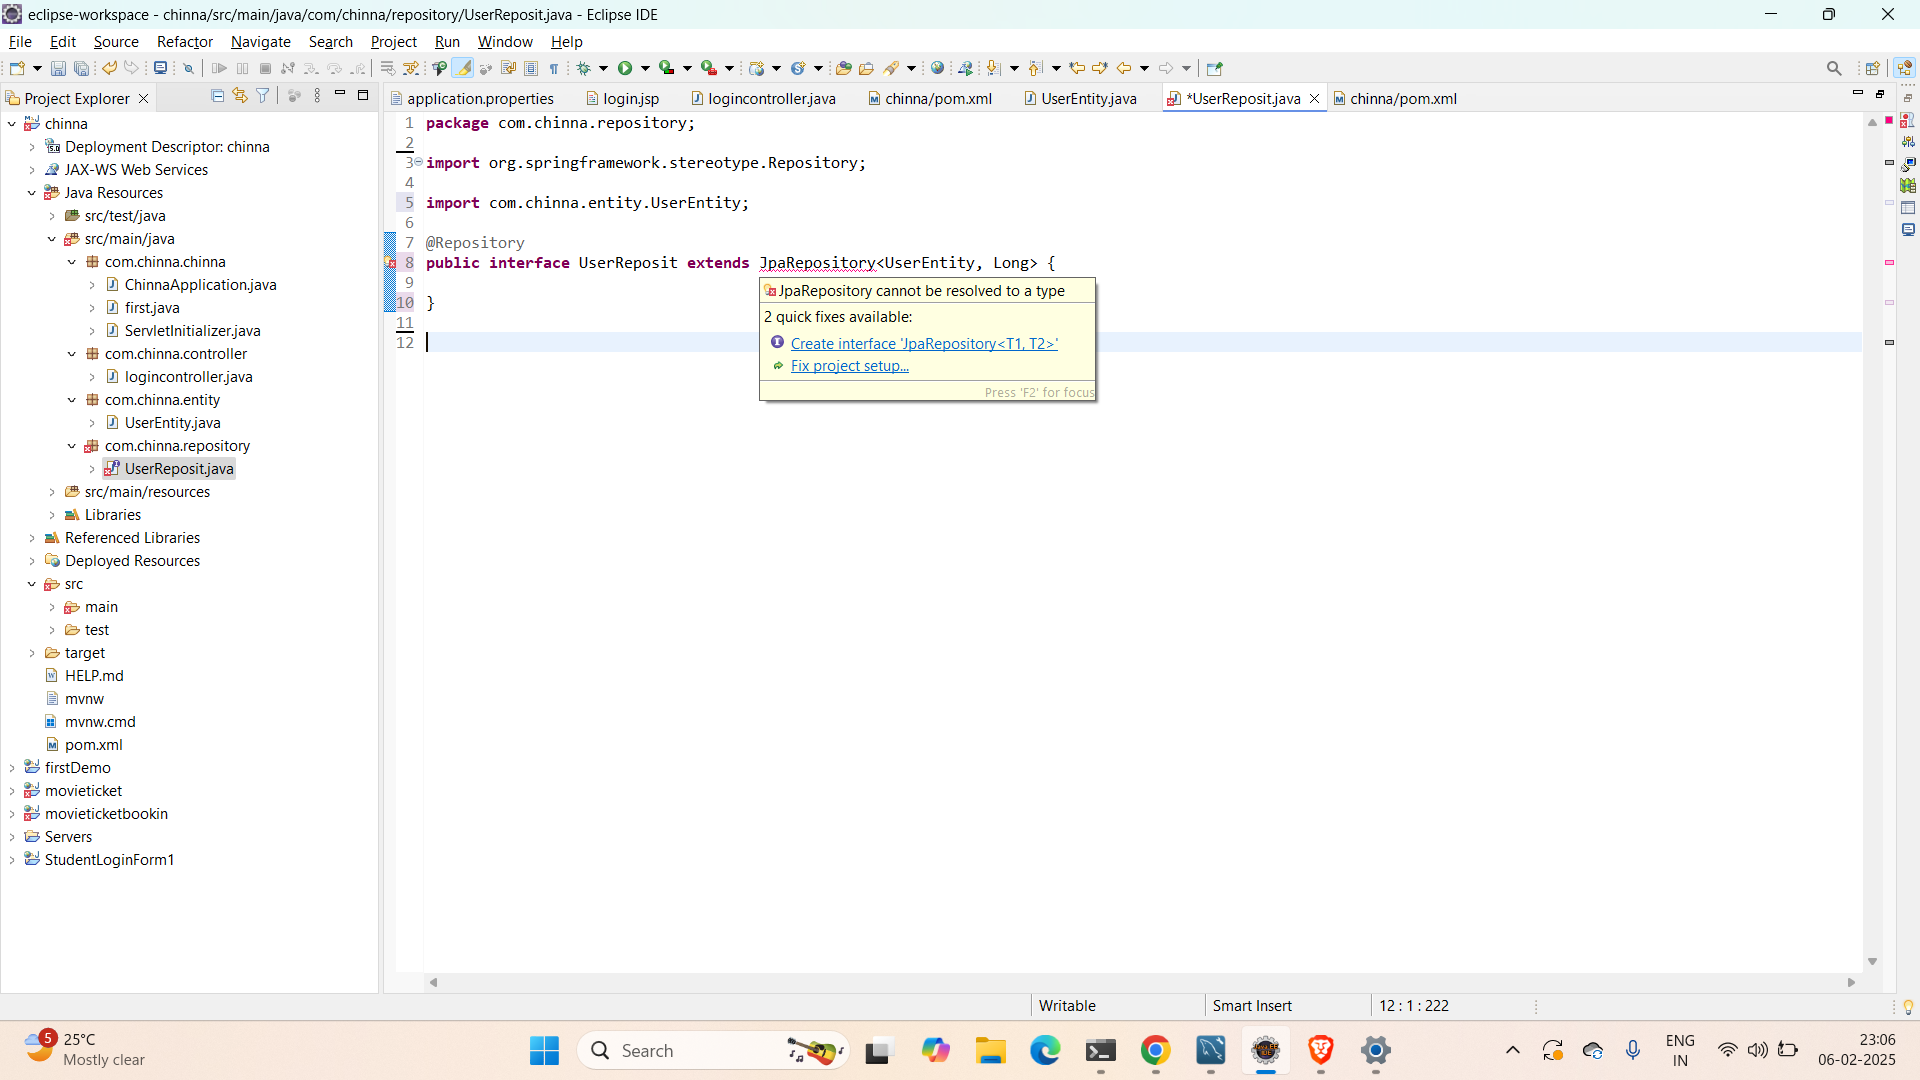 eclipse-workspace - chinna/src/main/java/com/chinna/repository/UserReposit.java - Eclipse IDE
File Edit Source Refactor Navigate Search Project Run Window Help
Project Explorer
application.properties login.jsp logincontroller.java chinna/pom.xml UserEntity.java *UserReposit.java chinna/pom.xml
chinna
Deployment Descriptor: chinna
JAX-WS Web Services
Java Resources
src/test/java
src/main/java
com.chinna.chinna
ChinnaApplication.java
first.java
ServletInitializer.java
com.chinna.controller
logincontroller.java
com.chinna.entity
UserEntity.java
com.chinna.repository
UserReposit.java
src/main/resources
Libraries
Referenced Libraries
Deployed Resources
src
main
test
target
HELP.md
mvnw
mvnw.cmd
pom.xml
firstDemo
movieticket
movieticketbookin
Servers
StudentLoginForm1
1 package com.chinna.repository;
2
3 import org.springframework.stereotype.Repository;
4
5 import com.chinna.entity.UserEntity;
6
7 @Repository
8 public interface UserReposit extends JpaRepository<UserEntity, Long> {
9
10 }
11
12
JpaRepository cannot be resolved to a type
2 quick fixes available:
Create interface 'JpaRepository<T1, T2>'
Fix project setup...
Press 'F2' for focus
Writable Smart Insert 12 : 1 : 222
5
25°C
Mostly clear
Search
ENG
IN
23:06
06-02-2025